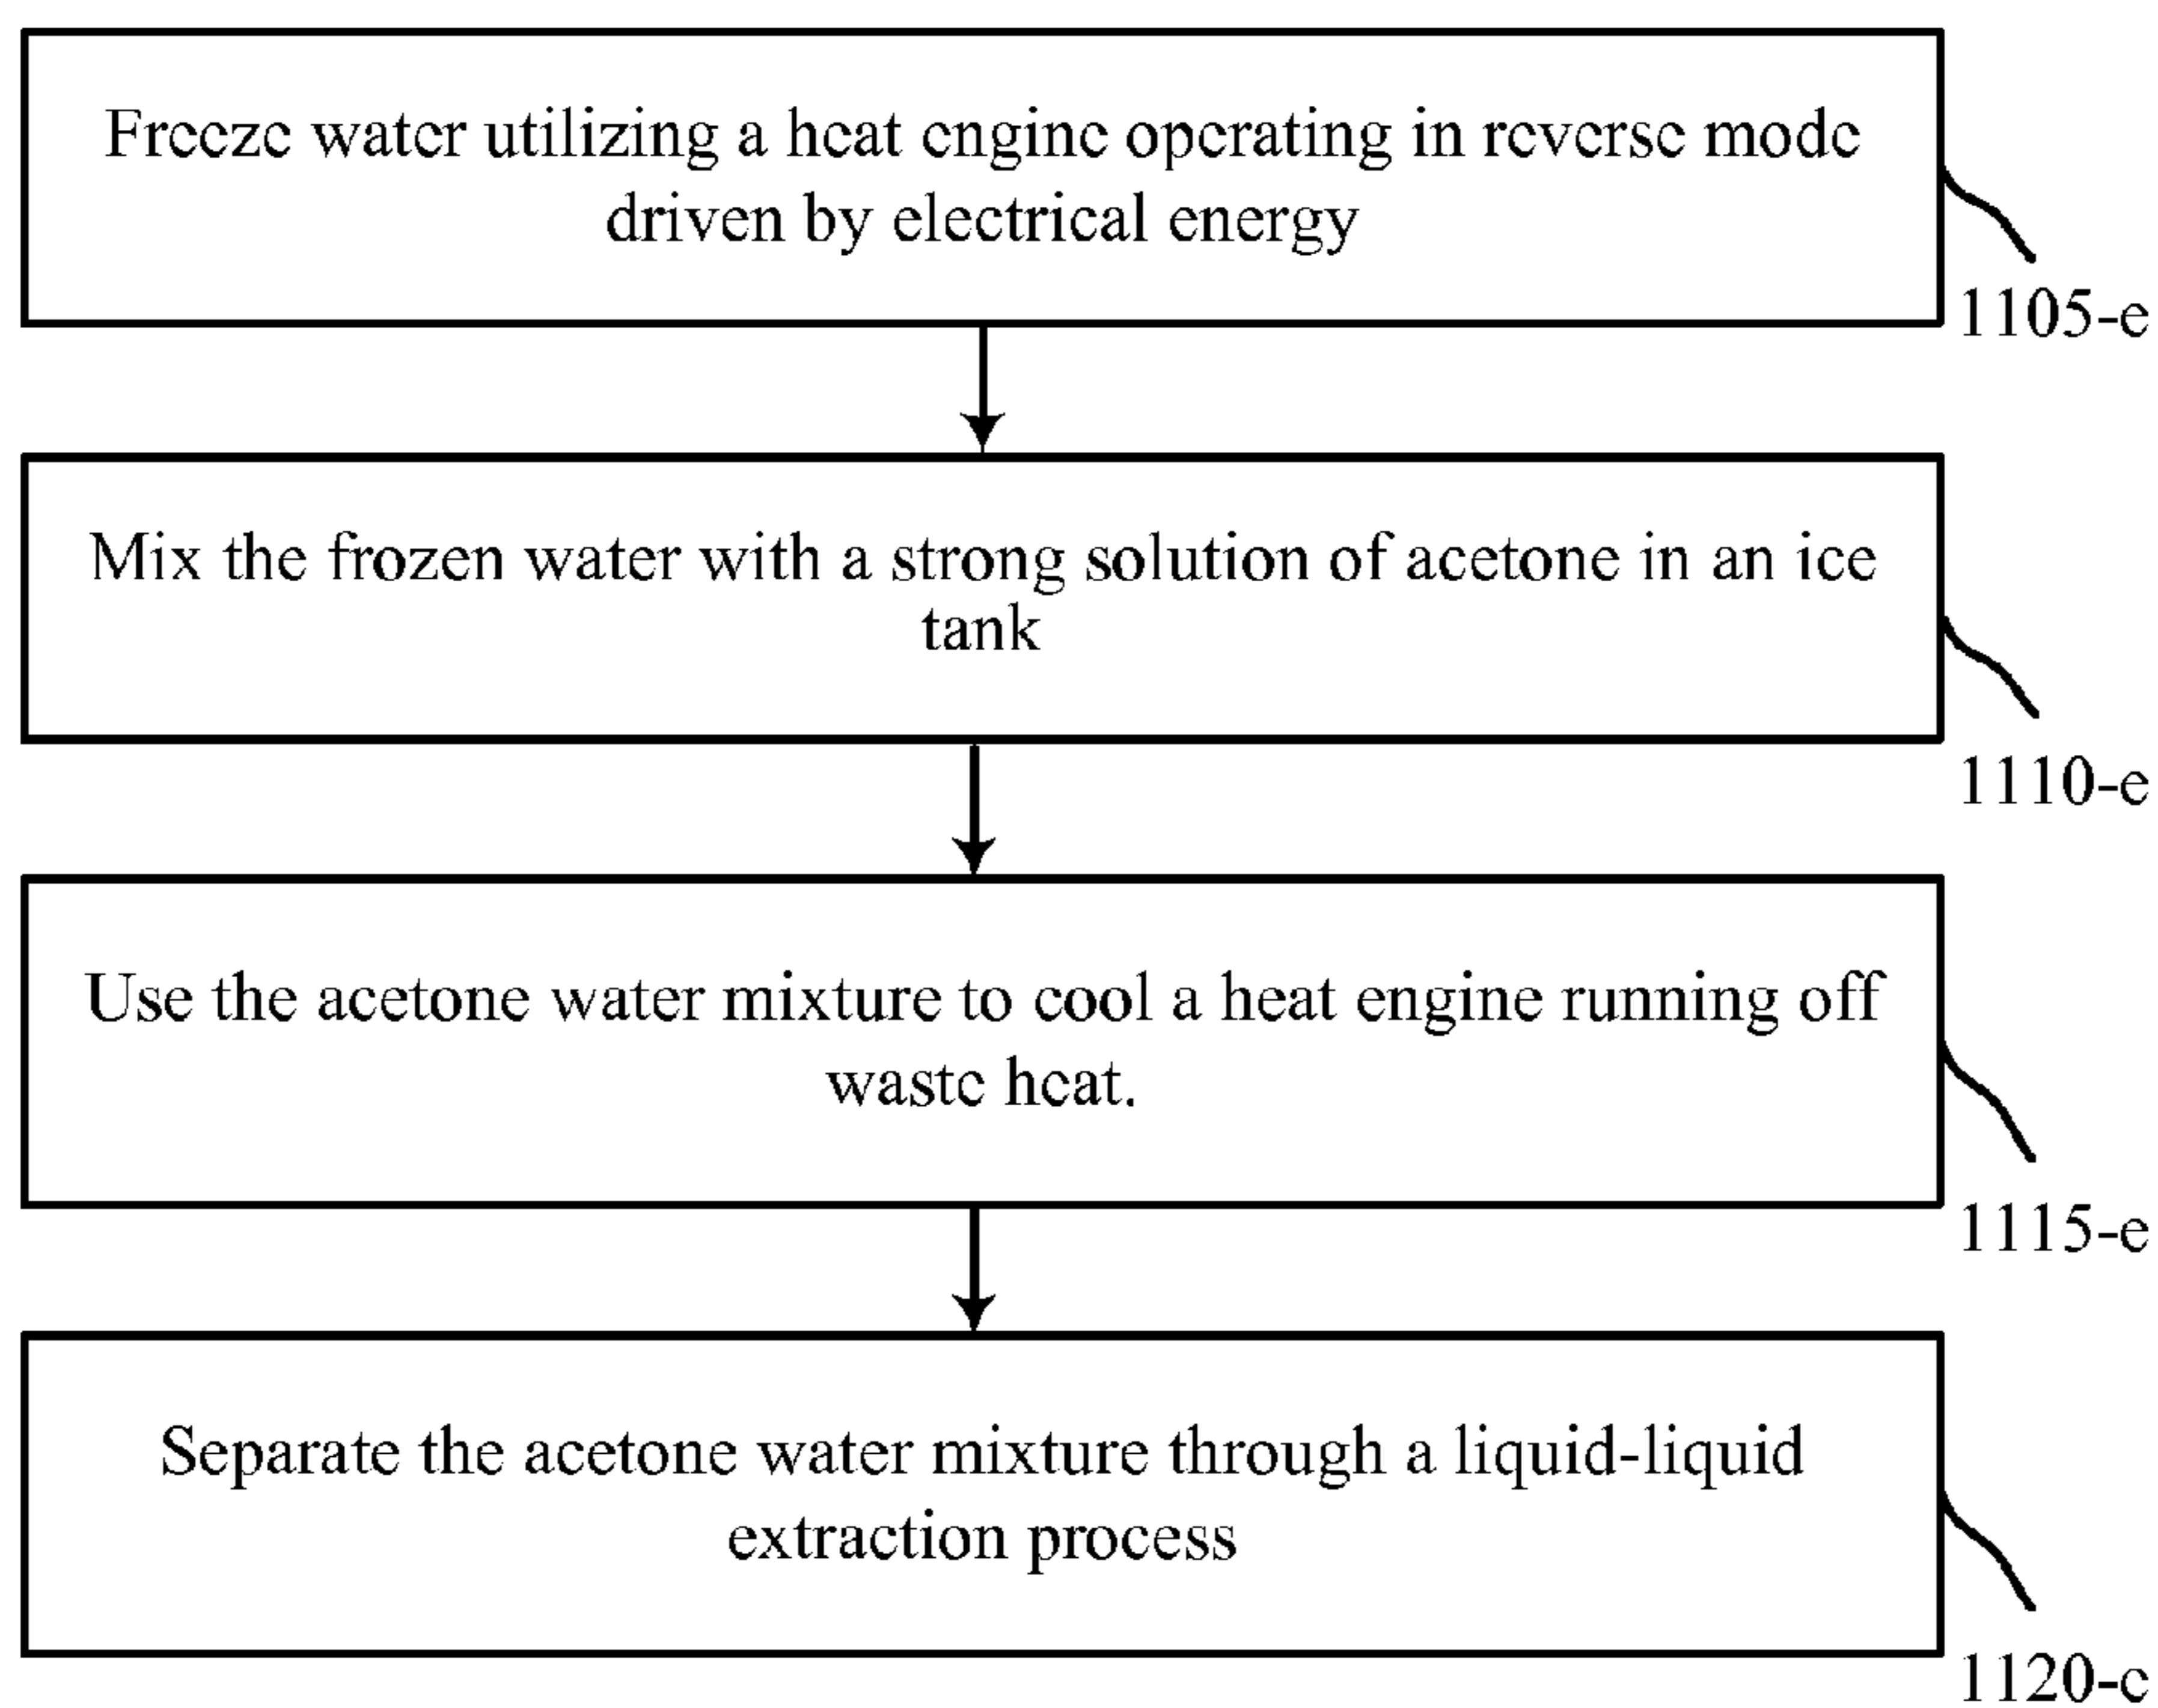 Freeze water utilizing a heat engine operating in reverse mode
driven by electrical energy
1105-e
Mix the frozen water with a strong solution of acetone in an ice
tank
1110-e
Use the acetone water mixture to cool a heat engine running off
waste heat.
1115-e
Separate the acetone water mixture through a liquid-liquid
extraction process
1120-e